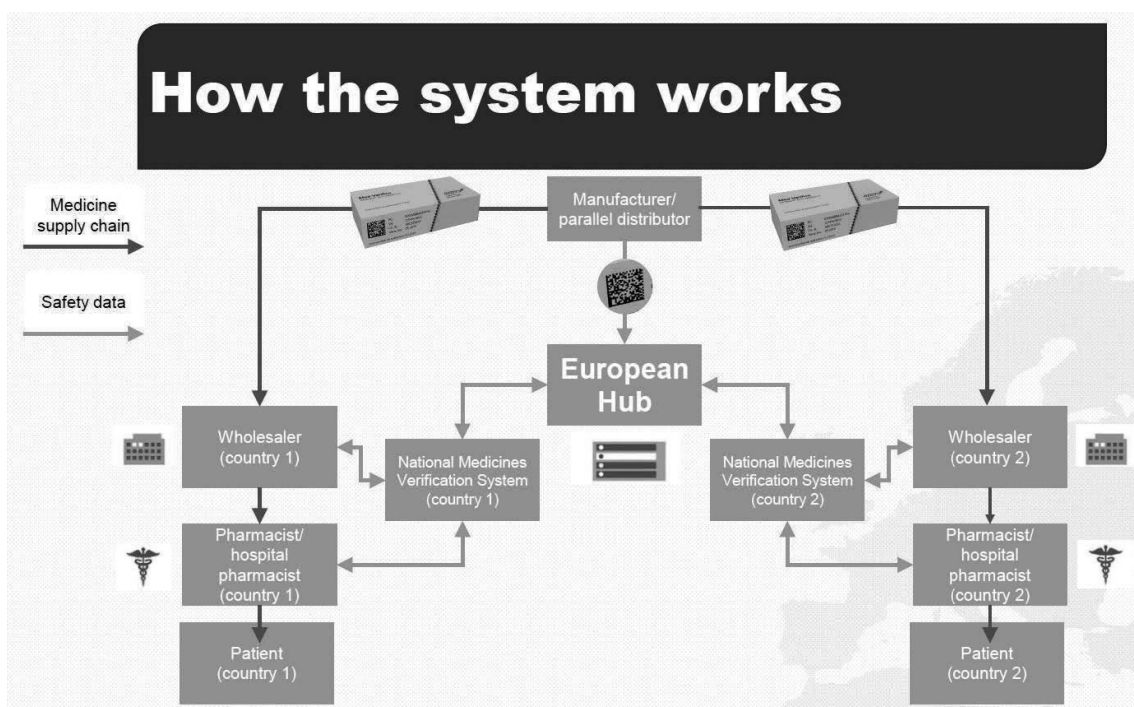 How the system works
Medicine
supply chain
Safety data
Manufacturer/
parallel distributor
European
Hub
Wholesaler
(country 1)
National Medicines
Verification System
(country 1)
National Medicines
Verification System
(country 2)
Wholesaler
(country 2)
Pharmacist/
hospital
pharmacist
(country 1)
Pharmacist/
hospital
pharmacist
(country 2)
Patient
(country 1)
Patient
(country 2)